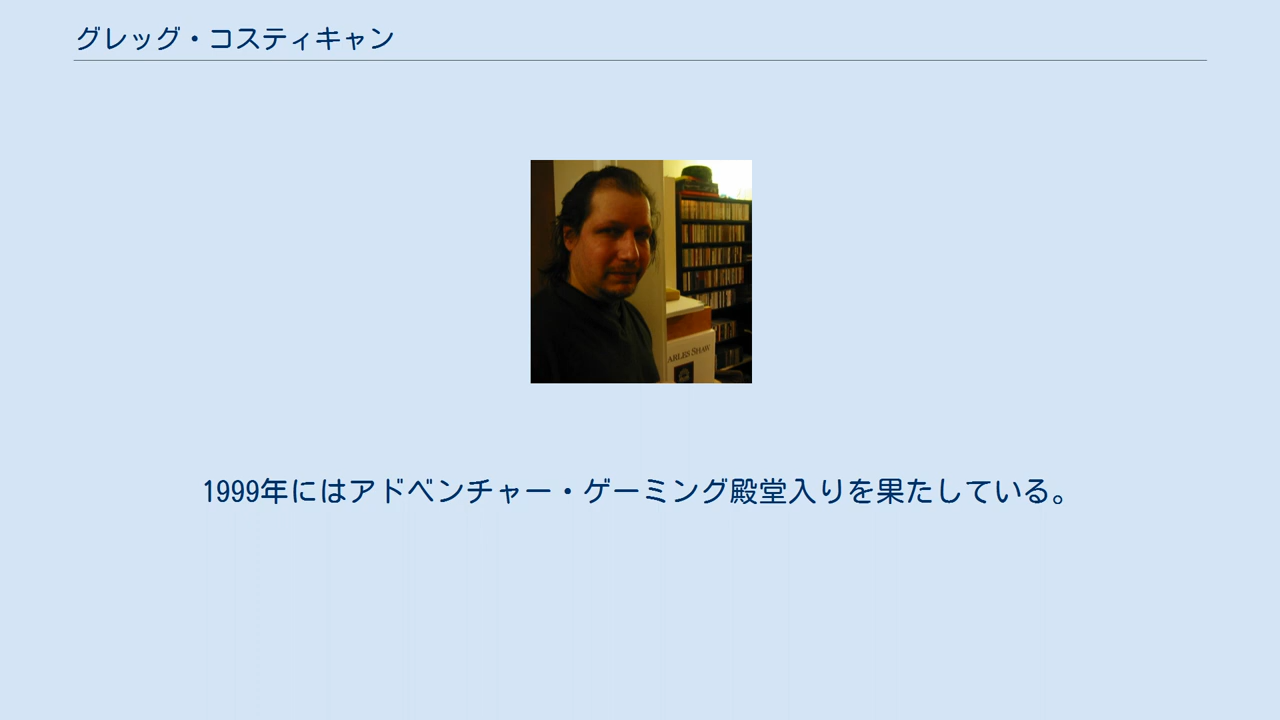 グレッグ・コスティキャン
ARLES SHAW
1999年にはアドベンチャー・ゲーミング殿堂入りを果たしている。